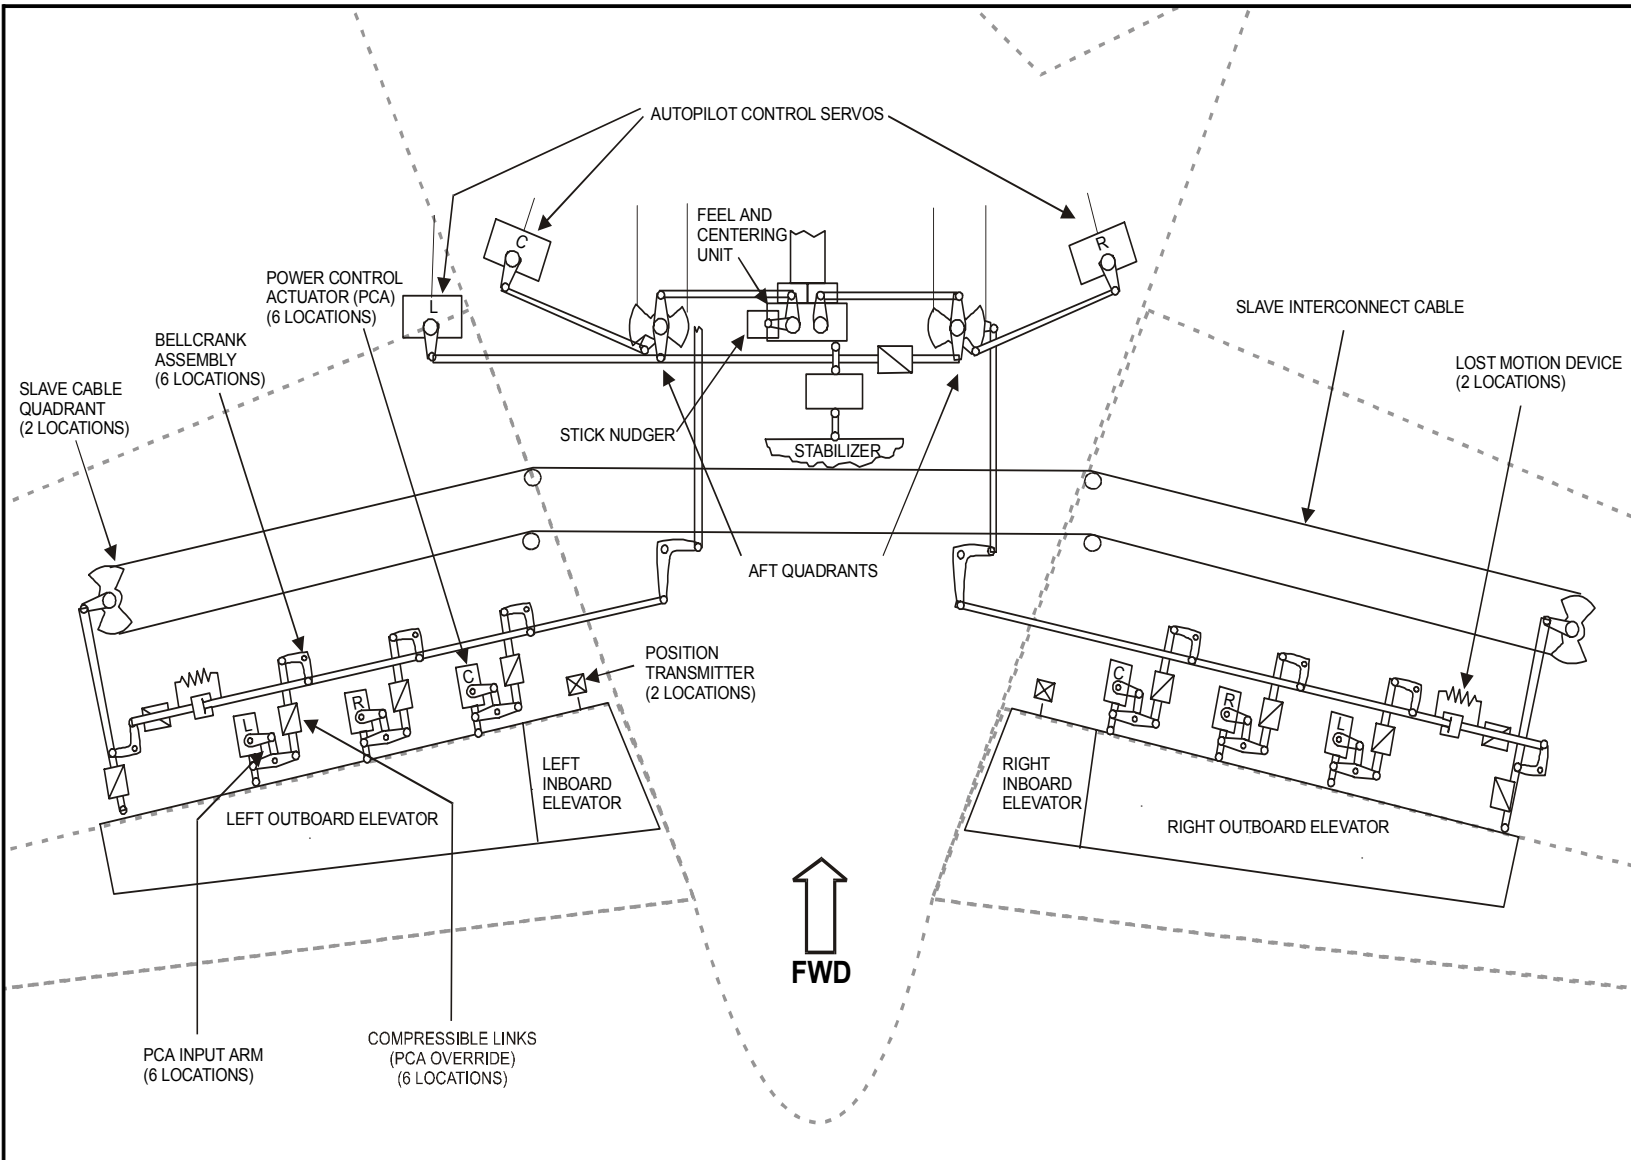 AUTOPILOT CONTROL SERVOS
FEEL AND
CENTERING
UNIT
C
R
L
POWER CONTROL
ACTUATOR (PCA)
(6 LOCATIONS)
SLAVE INTERCONNECT CABLE
BELLCRANK
ASSEMBLY
(6 LOCATIONS)
LOST MOTION DEVICE
(2 LOCATIONS)
SLAVE CABLE
QUADRANT
(2 LOCATIONS)
STICK NUDGER
STABILIZER
AFT QUADRANTS
POSITION
TRANSMITTER
(2 LOCATIONS)
L
R
C
C
R
L
LEFT
INBOARD
ELEVATOR
RIGHT
INBOARD
ELEVATOR
LEFT OUTBOARD ELEVATOR
RIGHT OUTBOARD ELEVATOR
FWD
PCA INPUT ARM
(6 LOCATIONS)
COMPRESSIBLE LINKS
(PCA OVERRIDE)
(6 LOCATIONS)